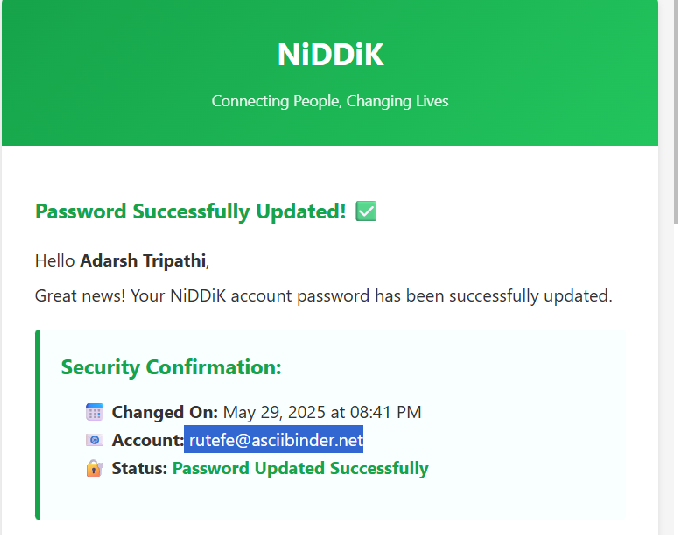 NiDDiK
Connecting People, Changing Lives
Password Successfully Updated! ✅
Hello Adarsh Tripathi,
Great news! Your NiDDiK account password has been successfully updated.
Security Confirmation:
📅 Changed On: May 29, 2025 at 08:41 PM
📧 Account: rutefe@asciibinder.net
🔐 Status: Password Updated Successfully